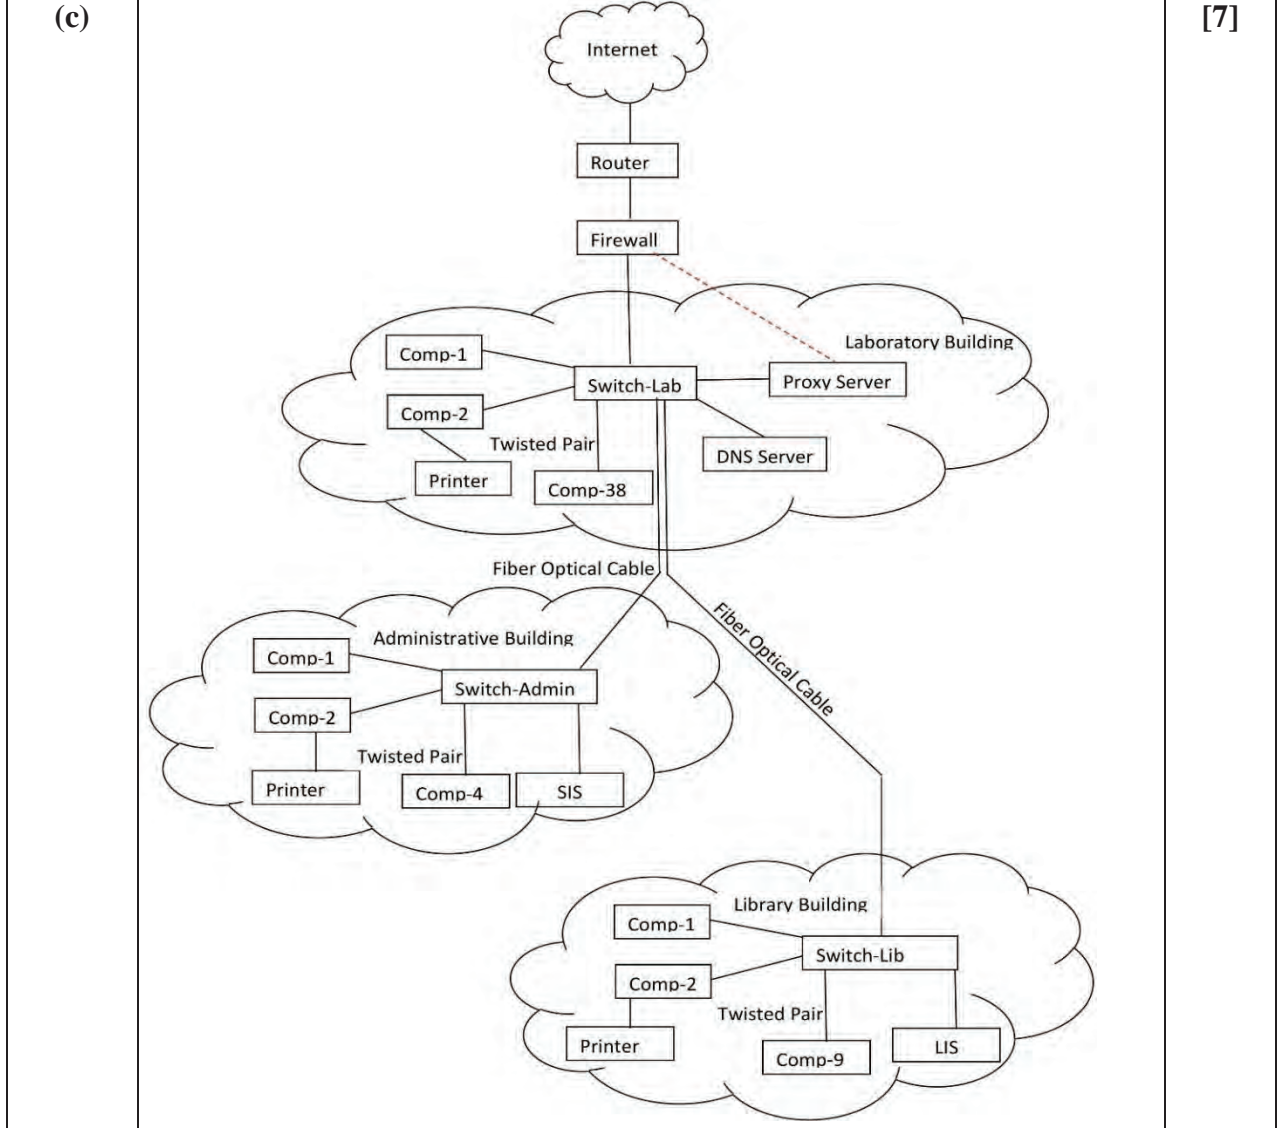 (c)
[7]
Internet
Router
Firewall
Laboratory Building
Comp-1
Switch-Lab
Proxy Server
Comp-2
Twisted Pair
DNS Server
Printer
Comp-38
Fiber Optical Cable
Fiber Optical Cable
Administrative Building
Comp-1
Switch-Admin
Comp-2
Twisted Pair
Printer
Comp-4
SIS
Library Building
Comp-1
Switch-Lib
Comp-2
Twisted Pair
Printer
Comp-9
LIS